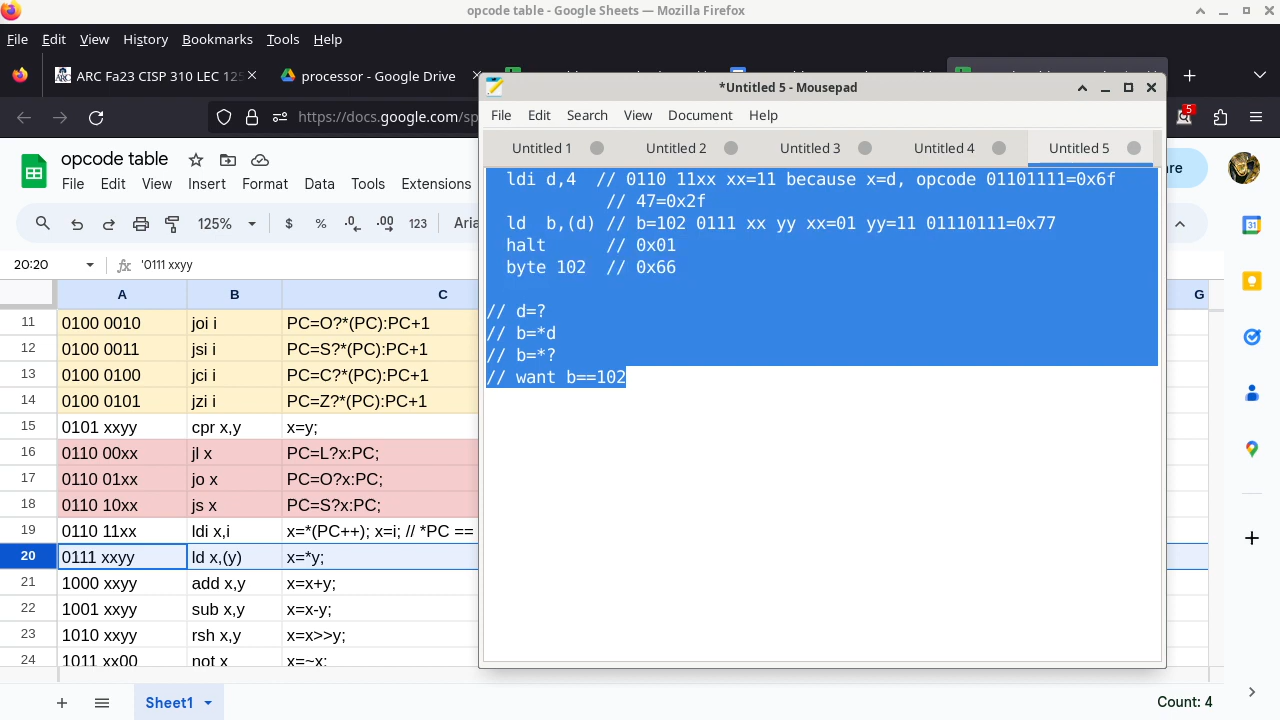 opcode table - Google Sheets — Mozilla Firefox
File Edit View History Bookmarks Tools Help
ARC Fa23 CISP 310 LEC 125
processor - Google Drive
https://docs.google.com/sp
5
opcode table
File Edit View Insert Format Data Tools Extensions
125% $ % .0 .00 123 Aria
20:20 '0111 xxyy
A B C G
11 0100 0010 joi i PC=O?*(PC):PC+1
12 0100 0011 jsi i PC=S?*(PC):PC+1
13 0100 0100 jci i PC=C?*(PC):PC+1
14 0100 0101 jzi i PC=Z?*(PC):PC+1
15 0101 xxyy cpr x,y x=y;
16 0110 00xx jl x PC=L?x:PC;
17 0110 01xx jo x PC=O?x:PC;
18 0110 10xx js x PC=S?x:PC;
19 0110 11xx ldi x,i x=*(PC++); x=i; // *PC ==
20 0111 xxyy ld x,(y) x=*y;
21 1000 xxyy add x,y x=x+y;
22 1001 xxyy sub x,y x=x-y;
23 1010 xxyy rsh x,y x=x>>y;
24 1011 xx00 not x x=~x;
Sheet1
Count: 4
*Untitled 5 - Mousepad
File Edit Search View Document Help
Untitled 1 Untitled 2 Untitled 3 Untitled 4 Untitled 5
ldi d,4 // 0110 11xx xx=11 because x=d, opcode 01101111=0x6f
// 47=0x2f
ld b,(d) // b=102 0111 xx yy xx=01 yy=11 01110111=0x77
halt // 0x01
byte 102 // 0x66
// d=?
// b=*d
// b=*?
// want b==102
are
31